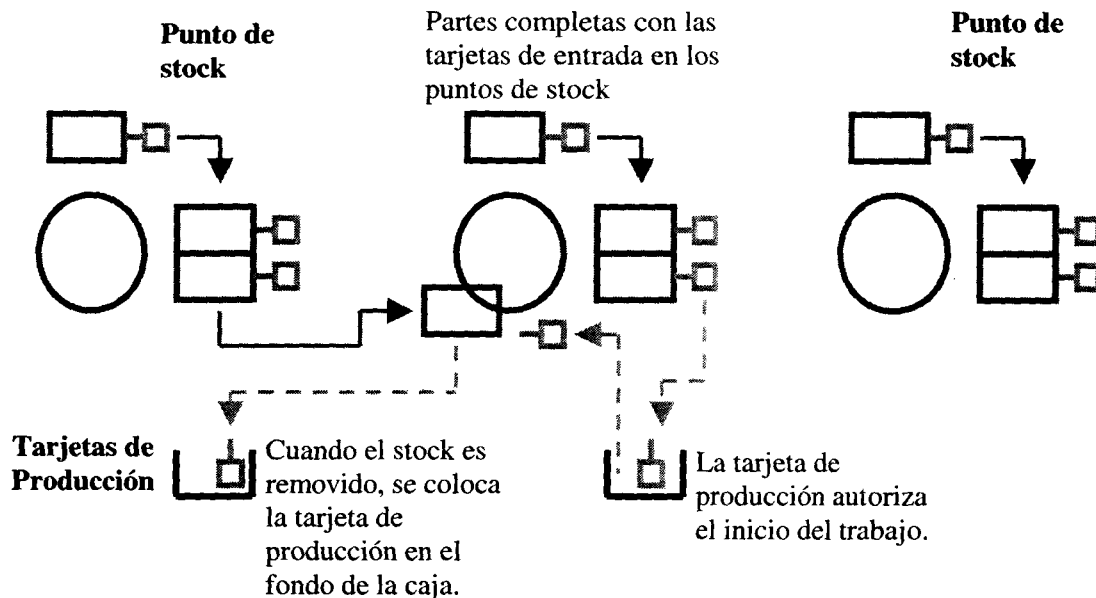 Punto de
stock
Partes completas con las
tarjetas de entrada en los
puntos de stock
Punto de
stock
Tarjetas de
Producción
Cuando el stock es
removido, se coloca
la tarjeta de
producción en el
fondo de la caja.
La tarjeta de
producción autoriza
el inicio del trabajo.